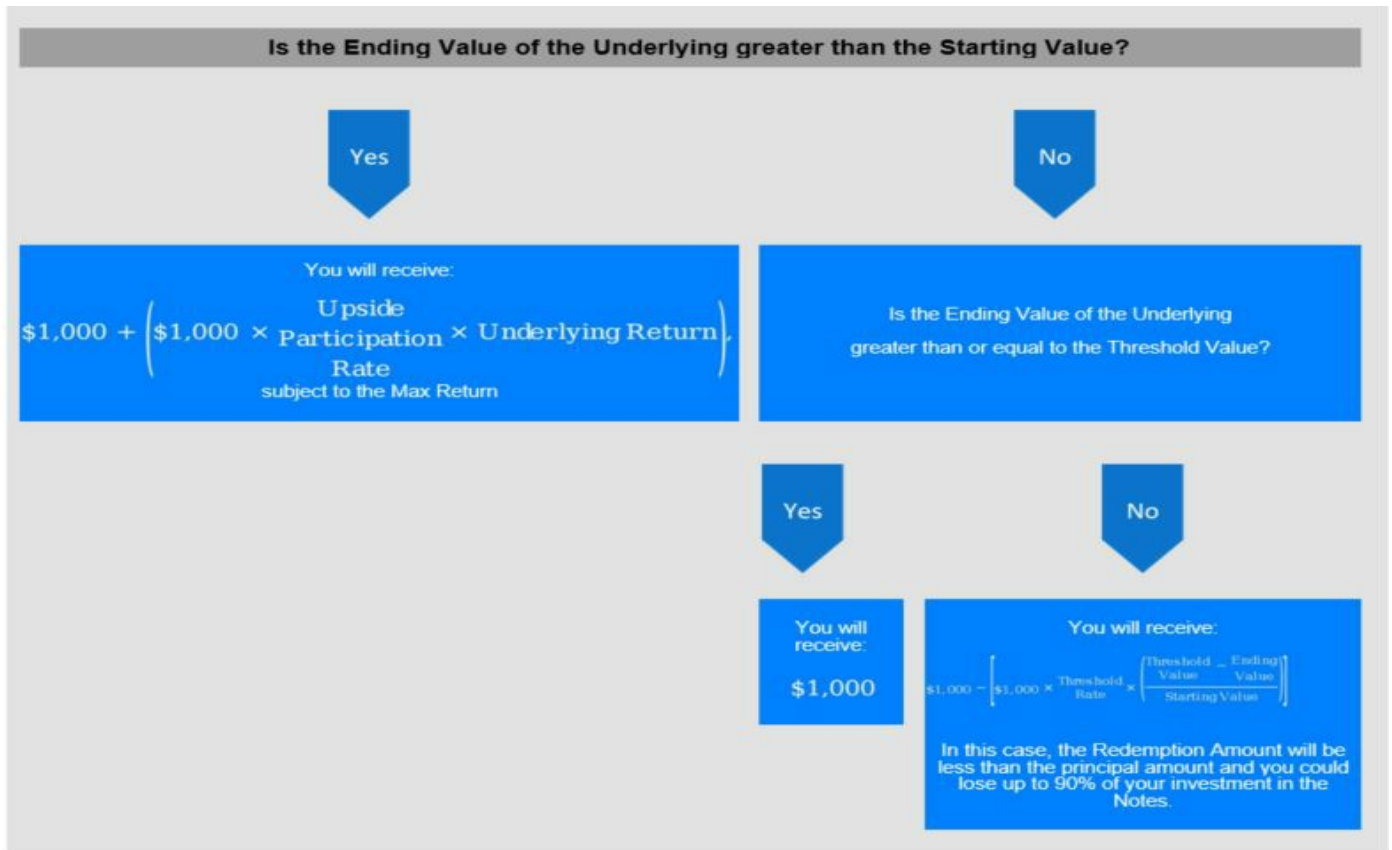 Is the Ending Value of the Underlying greater than the Starting Value?
Yes
No
You will receive:
$1,000 + ($1,000 × Upside Participation Rate × Underlying Return),
subject to the Max Return
Is the Ending Value of the Underlying
greater than or equal to the Threshold Value?
Yes
No
You will
receive:
$1,000
You will receive:
$1,000 − [$1,000 × Threshold Rate × ((Threshold Value − Ending Value) / Starting Value)]
In this case, the Redemption Amount will be
less than the principal amount and you could
lose up to 90% of your investment in the
Notes.